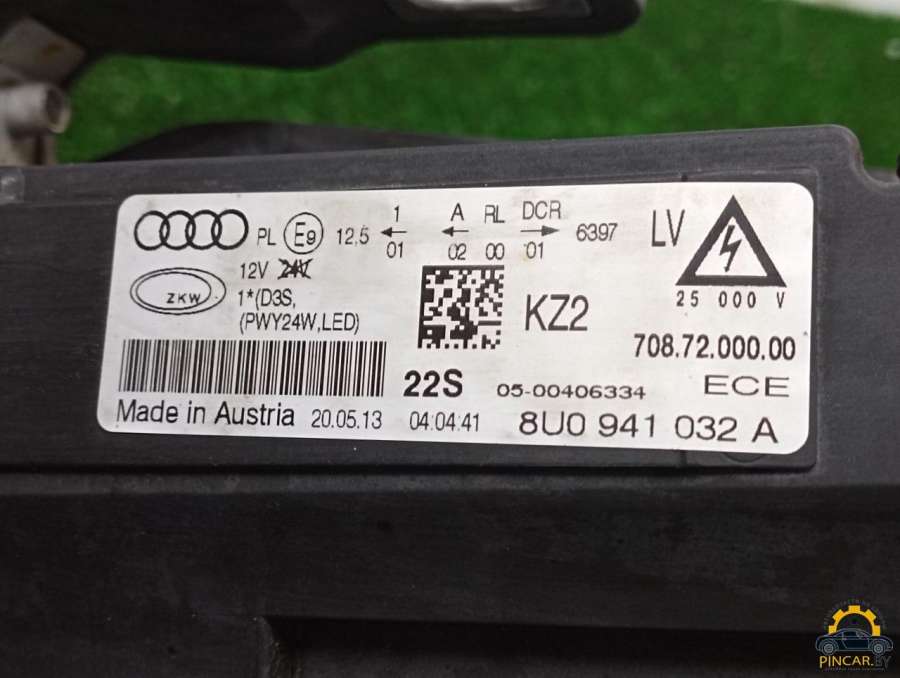 1 A RL DCR
PL E9 12,5 6397 LV
01 02 00 01
12V 24V
ZKW 1*(D3S,
(PWY24W,LED)
KZ2
25 000 V
708.72.000.00
22S 05-00406334 ECE
Made in Austria 20.05.13 04:04:41 8U0 941 032 A
PINCAR.BY